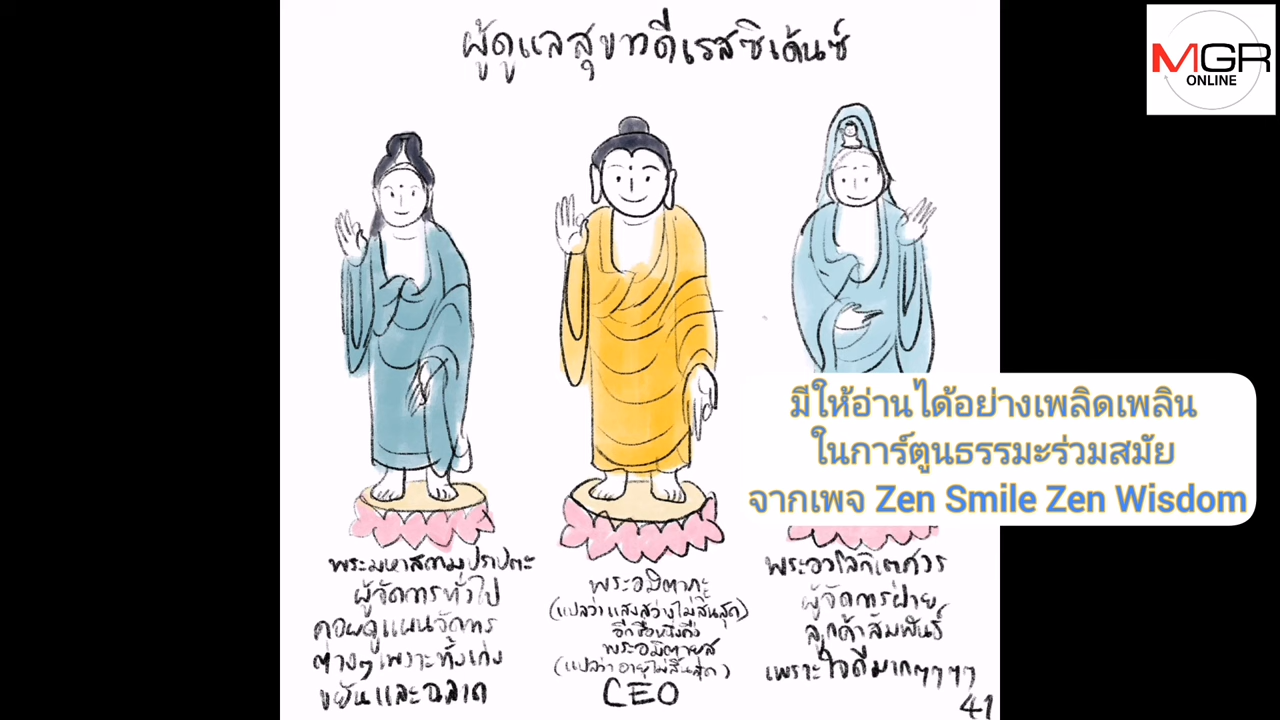 ผู้ดูแลสุขาวดีเรสซิเด้นซ์
MGR
ONLINE
มีให้อ่านได้อย่างเพลิดเพลิน
ในการ์ตูนธรรมะร่วมสมัย
จากเพจ Zen Smile Zen Wisdom
พระมหาสถามปราปตะ
ผู้จัดการทั่วไป
คอยดูแลจัดการ
ต่างๆเพราะทั้งเก่ง
ขยันและฉลาด
พระอมิตาภะ
(แปลว่าแสงสว่างไม่สิ้นสุด)
อีกชื่อหนึ่งคือ
พระอมิตายุส
(แปลว่าอายุไม่สิ้นสุด)
CEO
พระอวโลกิเตศวร
ผู้จัดการฝ่าย
ลูกค้าสัมพันธ์
เพราะใจดีมากๆๆๆๆ
41